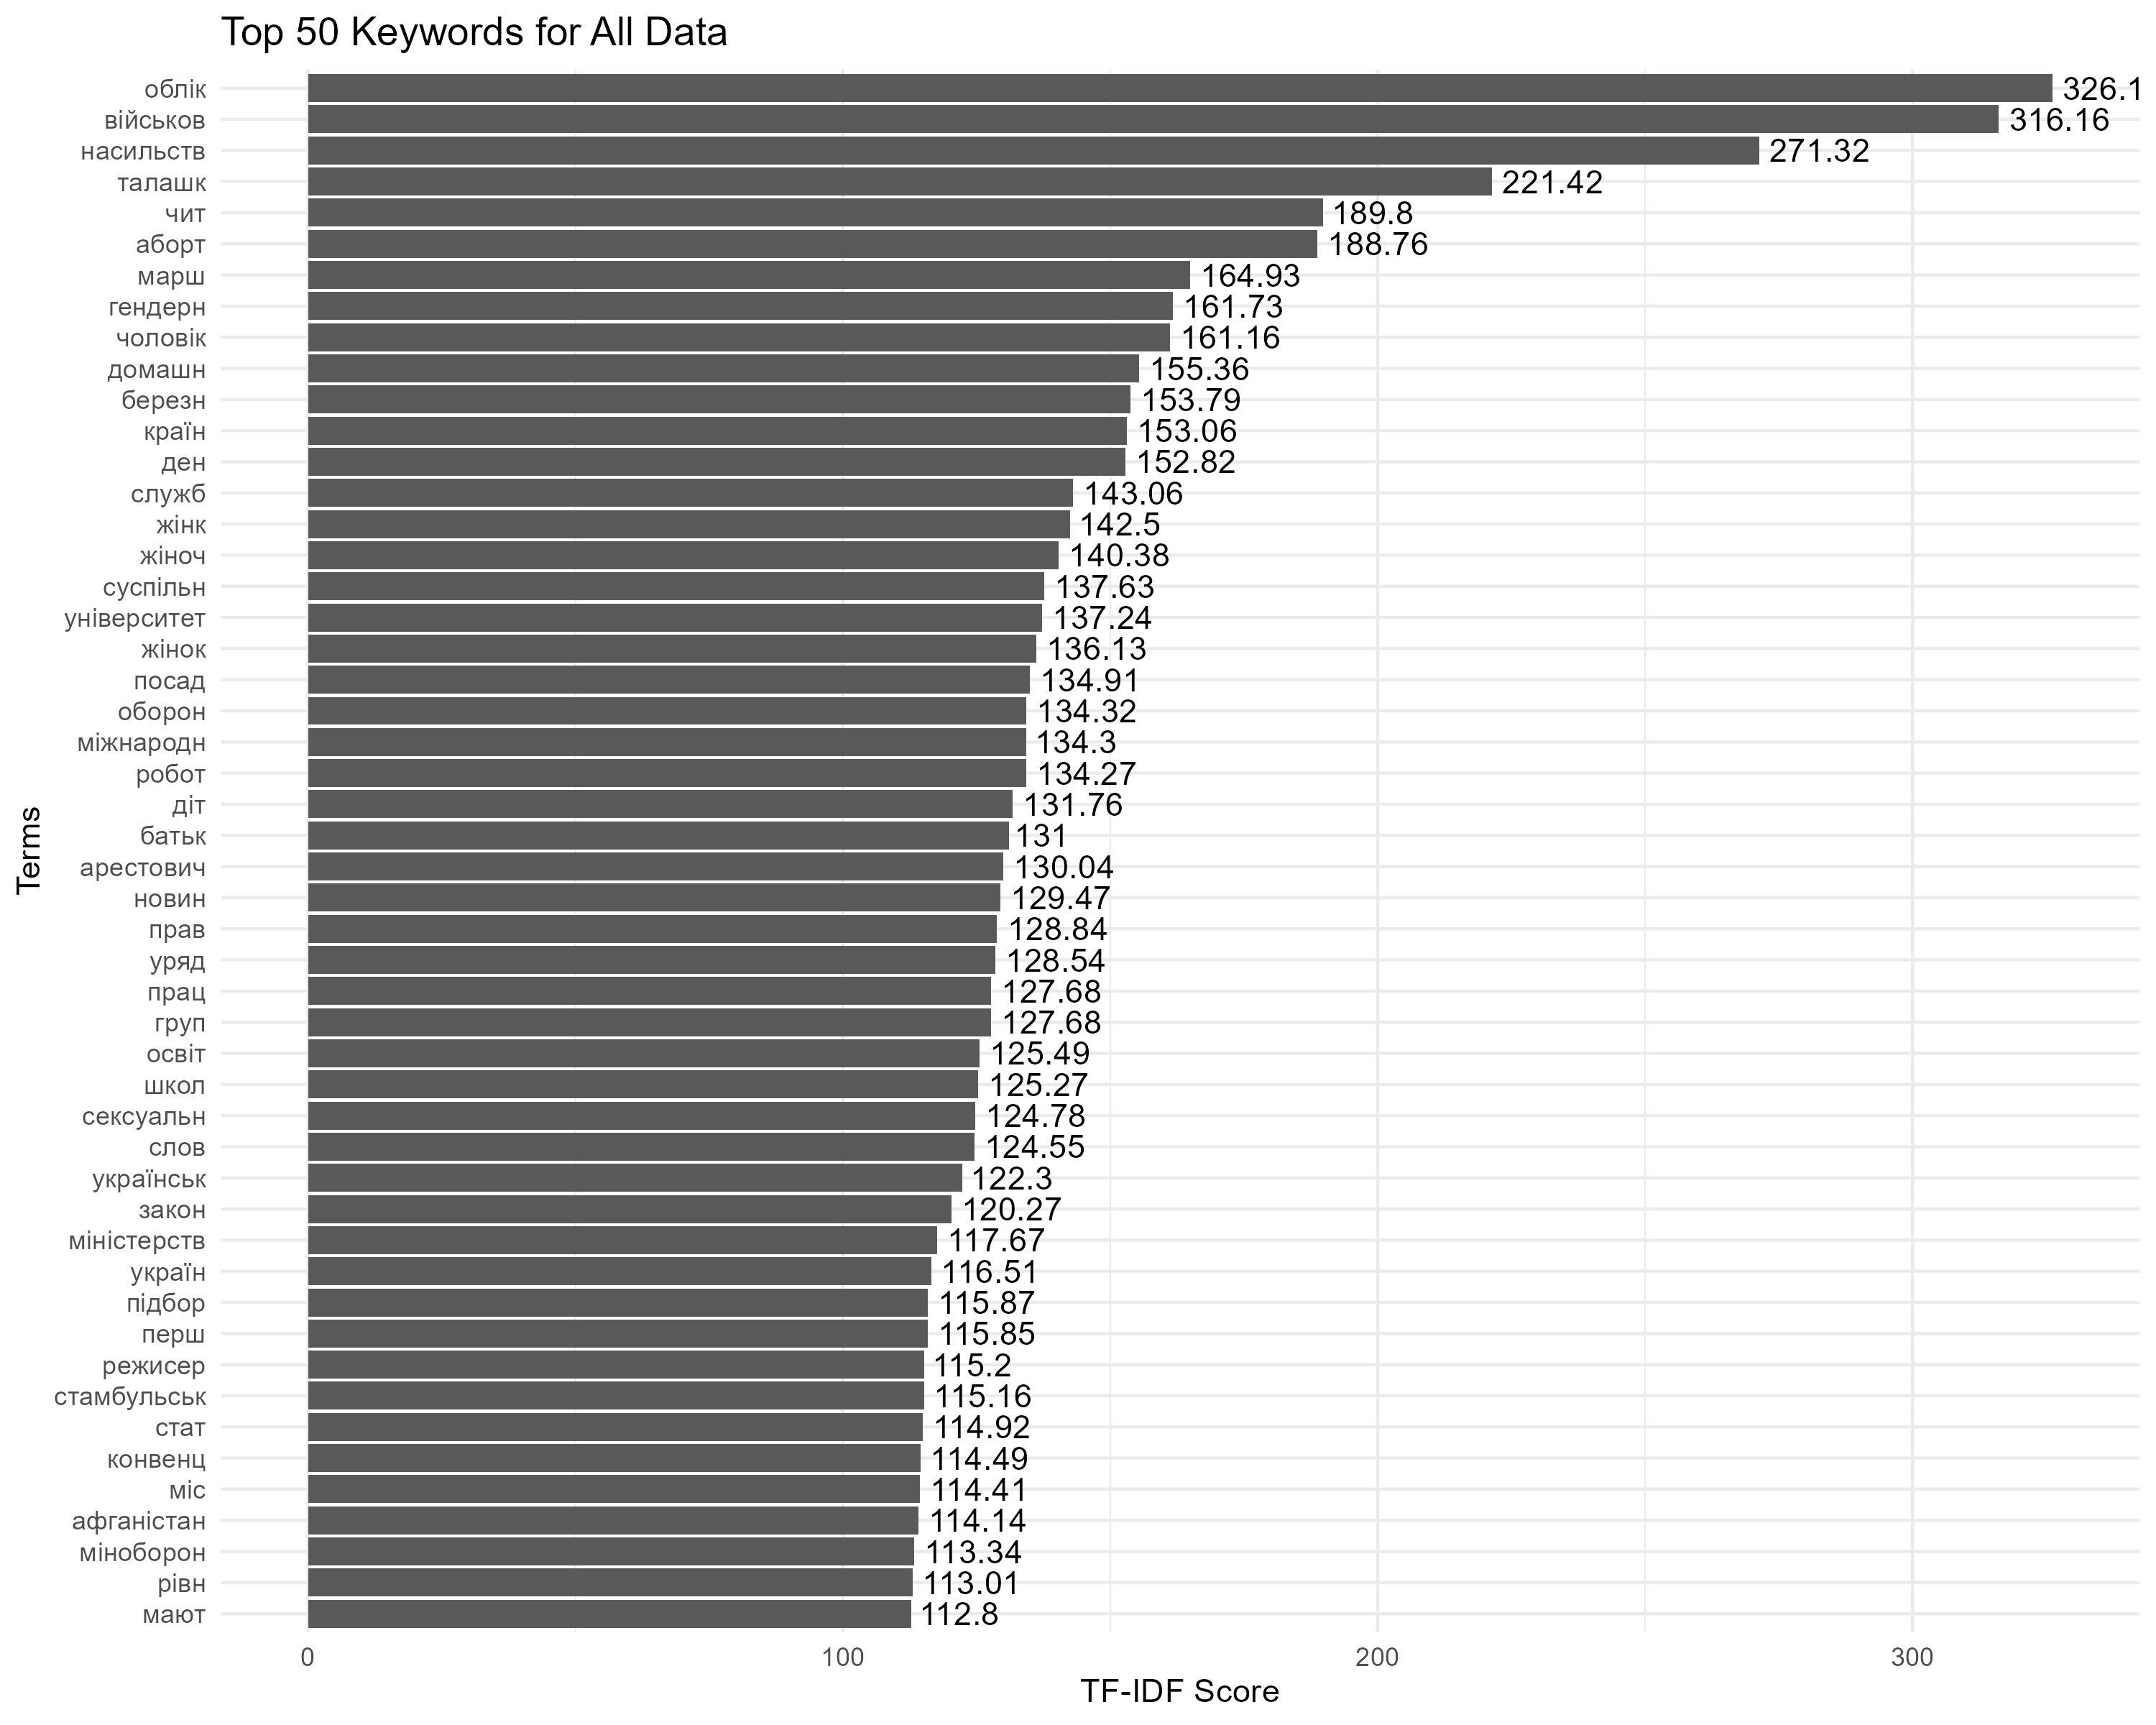 Top 50 Keywords for All Data
облік 326.1
військов 316.16
насильств 271.32
талашк 221.42
чит 189.8
аборт 188.76
марш 164.93
гендерн 161.73
чоловік 161.16
домашн 155.36
березн 153.79
країн 153.06
ден 152.82
служб 143.06
жінк 142.5
жіноч 140.38
суспільн 137.63
університет 137.24
жінок 136.13
посад 134.91
оборон 134.32
міжнародн 134.3
робот 134.27
діт 131.76
батьк 131
арестович 130.04
новин 129.47
прав 128.84
уряд 128.54
прац 127.68
груп 127.68
освіт 125.49
школ 125.27
сексуальн 124.78
слов 124.55
українськ 122.3
закон 120.27
міністерств 117.67
україн 116.51
підбор 115.87
перш 115.85
режисер 115.2
стамбульськ 115.16
стат 114.92
конвенц 114.49
міс 114.41
афганістан 114.14
міноборон 113.34
рівн 113.01
мают 112.8
0 100 200 300
TF-IDF Score
Terms